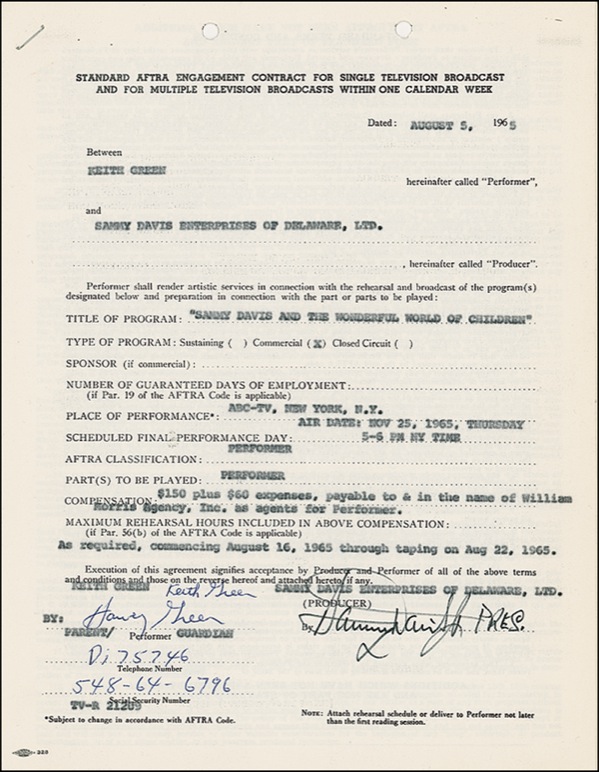 STANDARD AFTRA ENGAGEMENT CONTRACT FOR SINGLE TELEVISION BROADCAST
AND FOR MULTIPLE TELEVISION BROADCASTS WITHIN ONE CALENDAR WEEK
Dated: AUGUST 5, 1965
Between
KEITH GREEN
hereinafter called "Performer",
and
SAMMY DAVIS ENTERPRISES OF DELAWARE, LTD.
, hereinafter called "Producer".
Performer shall render artistic services in connection with the rehearsal and broadcast of the program(s)
designated below and preparation in connection with the part or parts to be played:
TITLE OF PROGRAM: "SAMMY DAVIS AND THE WONDERFUL WORLD OF CHILDREN"
TYPE OF PROGRAM: Sustaining ( ) Commercial (X) Closed Circuit ( )
SPONSOR (if commercial):
NUMBER OF GUARANTEED DAYS OF EMPLOYMENT:
(if Par. 19 of the AFTRA Code is applicable)
PLACE OF PERFORMANCE*: ABC-TV, NEW YORK, N.Y.
AIR DATE: NOV 25, 1965, THURSDAY
SCHEDULED FINAL PERFORMANCE DAY: 5-6 PM NY TIME
AFTRA CLASSIFICATION: PERFORMER
PART(S) TO BE PLAYED: PERFORMER
COMPENSATION: $150 plus $60 expenses, payable to & in the name of William
Morris Agency, Inc. as agents for Performer.
MAXIMUM REHEARSAL HOURS INCLUDED IN ABOVE COMPENSATION:
(if Par. 56(b) of the AFTRA Code is applicable)
As required, commencing August 16, 1965 through taping on Aug 22, 1965.
Execution of this agreement signifies acceptance by Producer and Performer of all of the above terms
and conditions and those on the reverse hereof and attached hereto, if any.
KEITH GREEN Keith Green SAMMY DAVIS ENTERPRISES OF DELAWARE, LTD.
(PRODUCER)
BY: Harvey Green By Sammy Davis Jr PRES.
PARENT/ Performer GUARDIAN
Di 75746
Telephone Number
548-64-6796
Social Security Number
TV-R 21209
*Subject to change in accordance with AFTRA Code.
NOTE: Attach rehearsal schedule or deliver to Performer not later
than the first reading session.
328